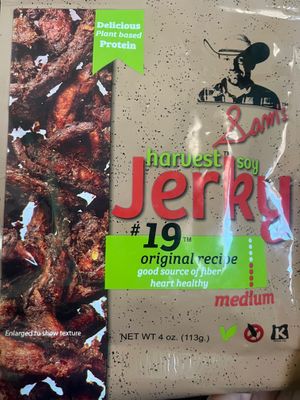 Delicious
Plant based
Protein
Sam's
harvest™ soy
Jerky
#19™
original recipe
good source of fiber
heart healthy
medium
Enlarged to show texture
NET WT 4 oz. (113g.)
K